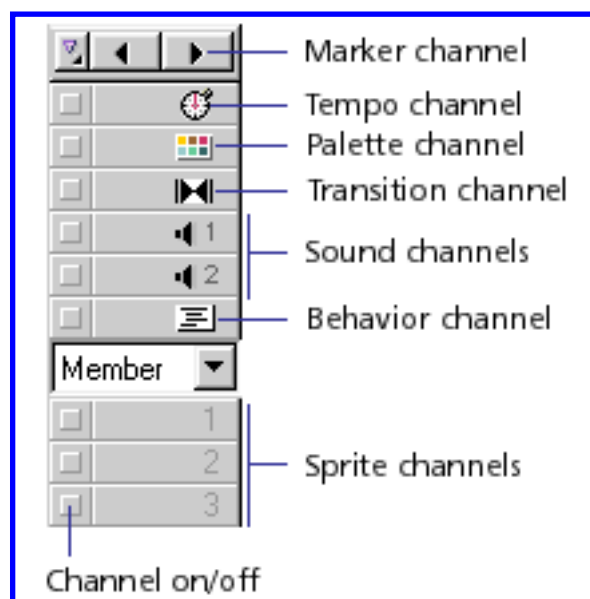 Marker channel
Tempo channel
Palette channel
Transition channel
1
Sound channels
2
Behavior channel
Member
1
2
Sprite channels
3
Channel on/off